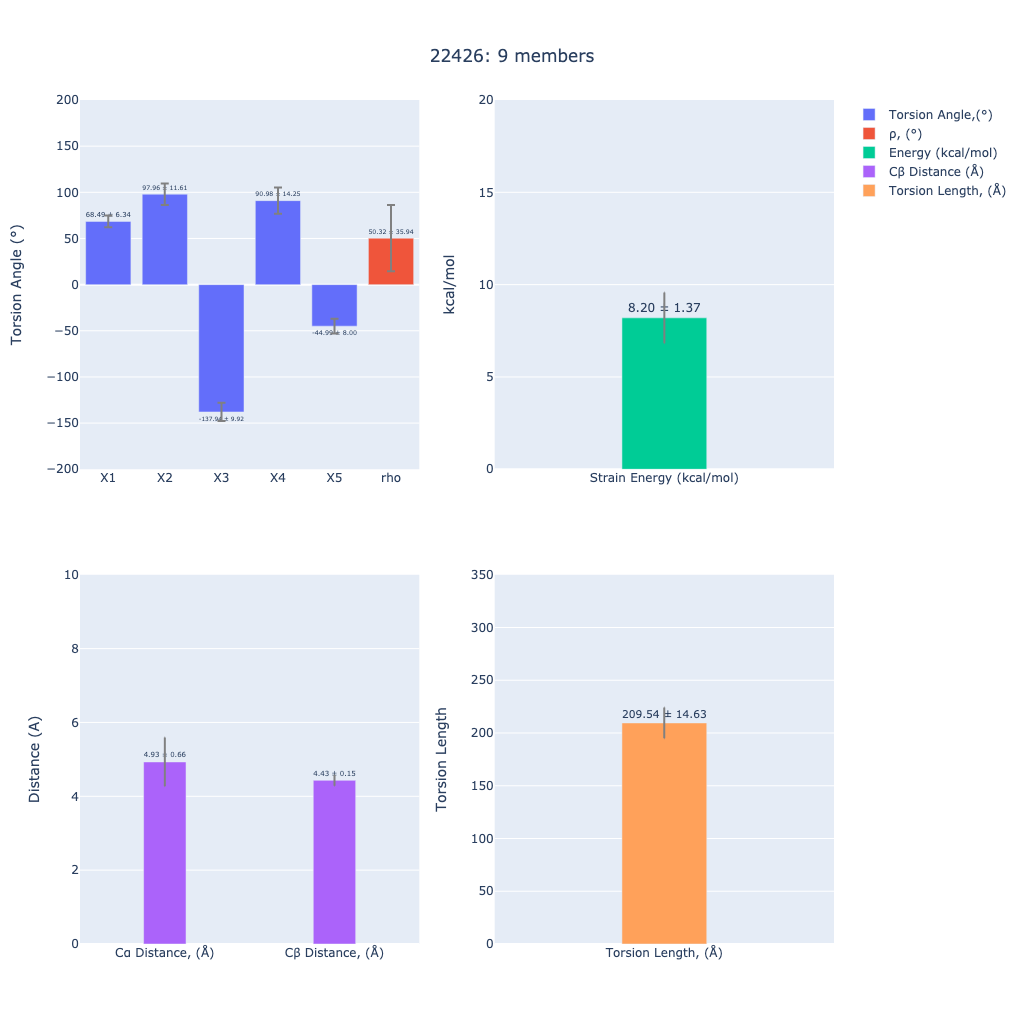 22426: 9 members
Torsion Angle,(°)
ρ, (°)
Energy (kcal/mol)
Cβ Distance (Å)
Torsion Length, (Å)
Torsion Angle (°)
200
150
100
50
0
−50
−100
−150
−200
68.49 ± 6.34
97.96 ± 11.61
-137.94 ± 9.92
90.98 ± 14.25
-44.99 ± 8.00
50.32 ± 35.94
X1 X2 X3 X4 X5 rho
kcal/mol
20
15
10
5
0
8.20 ± 1.37
Strain Energy (kcal/mol)
Distance (A)
10
8
6
4
2
0
4.93 ± 0.66
4.43 ± 0.15
Cα Distance, (Å) Cβ Distance, (Å)
Torsion Length
350
300
250
200
150
100
50
0
209.54 ± 14.63
Torsion Length, (Å)